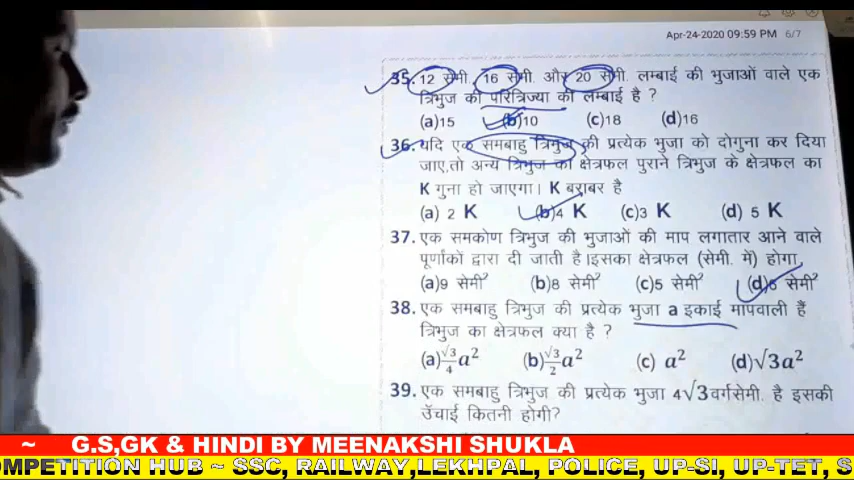 Apr-24-2020 09:59 PM 6/7
35. 12 सेमी. 16 सेमी. और 20 सेमी. लम्बाई की भुजाओं वाले एक
त्रिभुज की परित्रिज्या की लम्बाई है ?
(a)15 (b)10 (c)18 (d)16
36. यदि एक समबाहु त्रिभुज की प्रत्येक भुजा को दोगुना कर दिया
जाए,तो अन्य त्रिभुज का क्षेत्रफल पुराने त्रिभुज के क्षेत्रफल का
K गुना हो जाएगा। K बराबर है
(a) 2 K (b)4 K (c)3 K (d) 5 K
37. एक समकोण त्रिभुज की भुजाओं की माप लगातार आने वाले
पूर्णांकों द्वारा दी जाती है।इसका क्षेत्रफल (सेमी. में) होगा
(a)9 सेमी² (b)8 सेमी² (c)5 सेमी² (d)6 सेमी²
38. एक समबाहु त्रिभुज की प्रत्येक भुजा a इकाई मापवाली हैं
त्रिभुज का क्षेत्रफल क्या है ?
(a)√3/4 a² (b)√3/2 a² (c) a² (d)√3a²
39. एक समबाहु त्रिभुज की प्रत्येक भुजा 4√3वर्गसेमी. है इसकी
उँचाई कितनी होगी?
~ G.S,GK & HINDI BY MEENAKSHI SHUKLA
OMPETITION HUB ~ SSC, RAILWAY,LEKHPAL, POLICE, UP-SI, UP-TET, S